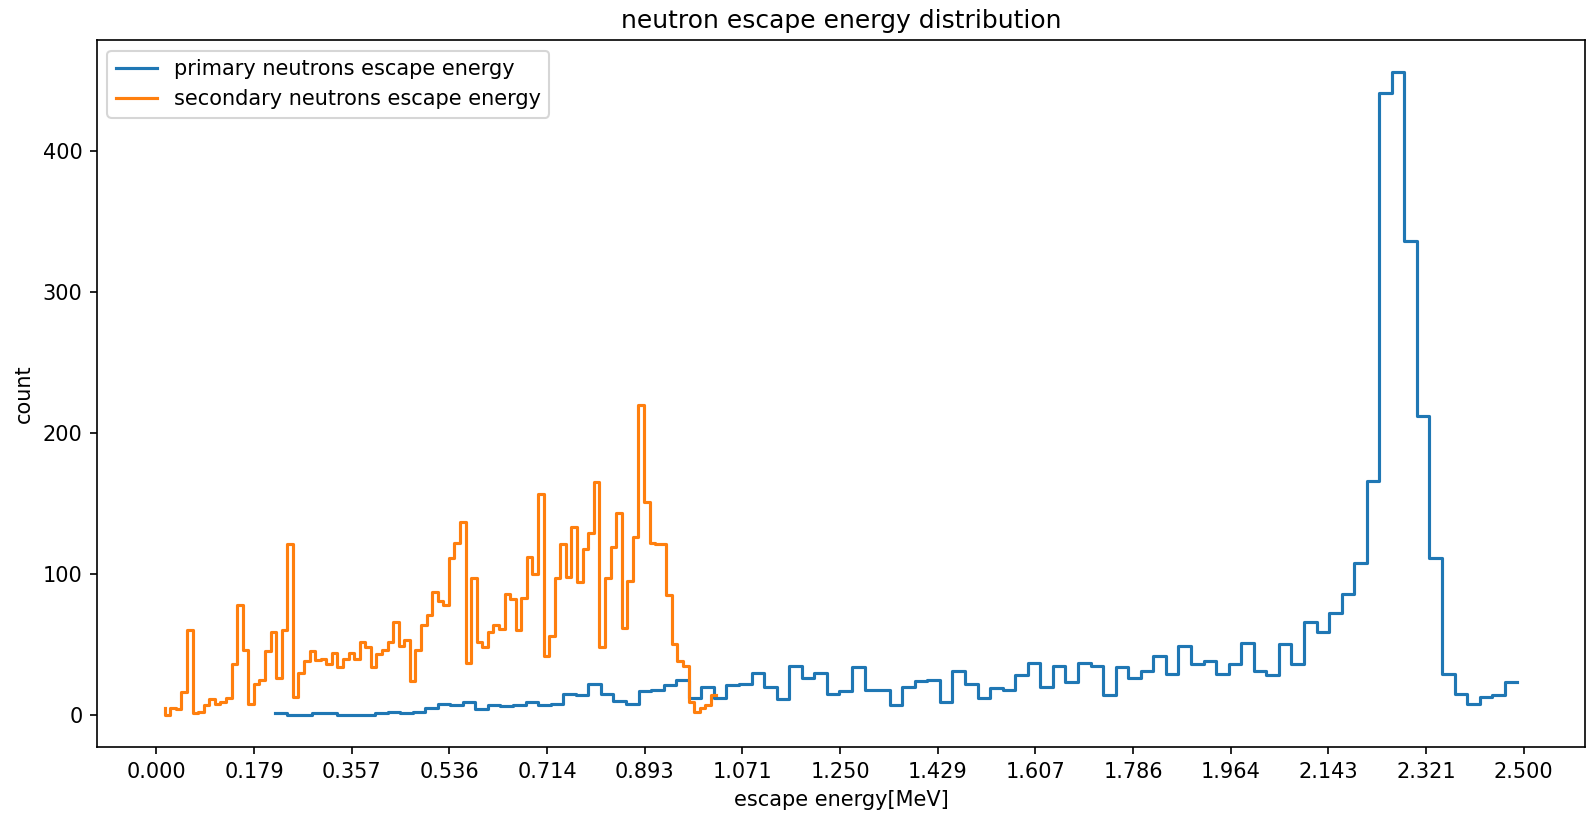 neutron escape energy distribution
primary neutrons escape energy
secondary neutrons escape energy
400
300
200
100
0
count
0.000 0.179 0.357 0.536 0.714 0.893 1.071 1.250 1.429 1.607 1.786 1.964 2.143 2.321 2.500
escape energy[MeV]